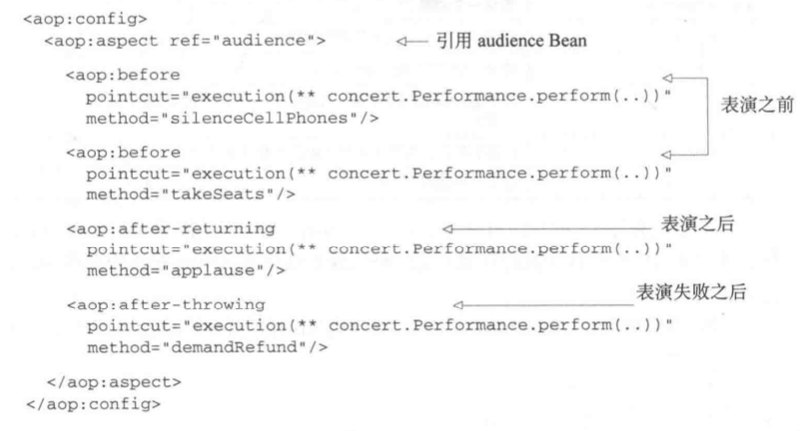 <aop:config>
<aop:aspect ref="audience"> 引用 audience Bean
<aop:before
pointcut="execution(** concert.Performance.perform(..))"
method="silenceCellPhones"/>
表演之前
<aop:before
pointcut="execution(** concert.Performance.perform(..))"
method="takeSeats"/>
<aop:after-returning 表演之后
pointcut="execution(** concert.Performance.perform(..))"
method="applause"/>
<aop:after-throwing 表演失败之后
pointcut="execution(** concert.Performance.perform(..))"
method="demandRefund"/>
</aop:aspect>
</aop:config>